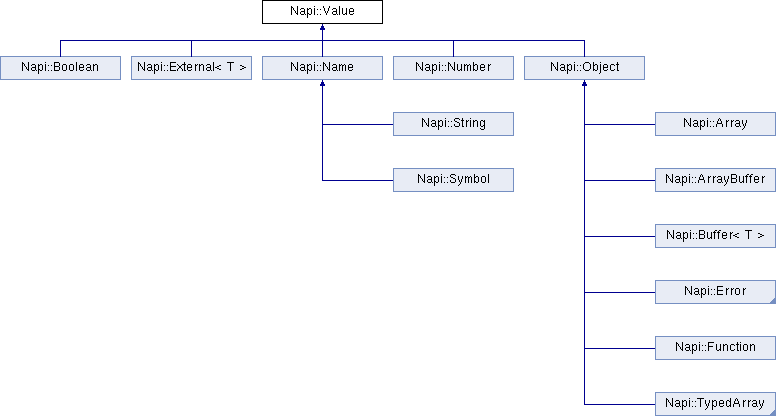 Napi::Value
Napi::Boolean
Napi::External< T >
Napi::Name
Napi::Number
Napi::Object
Napi::String
Napi::Array
Napi::Symbol
Napi::ArrayBuffer
Napi::Buffer< T >
Napi::Error
Napi::Function
Napi::TypedArray